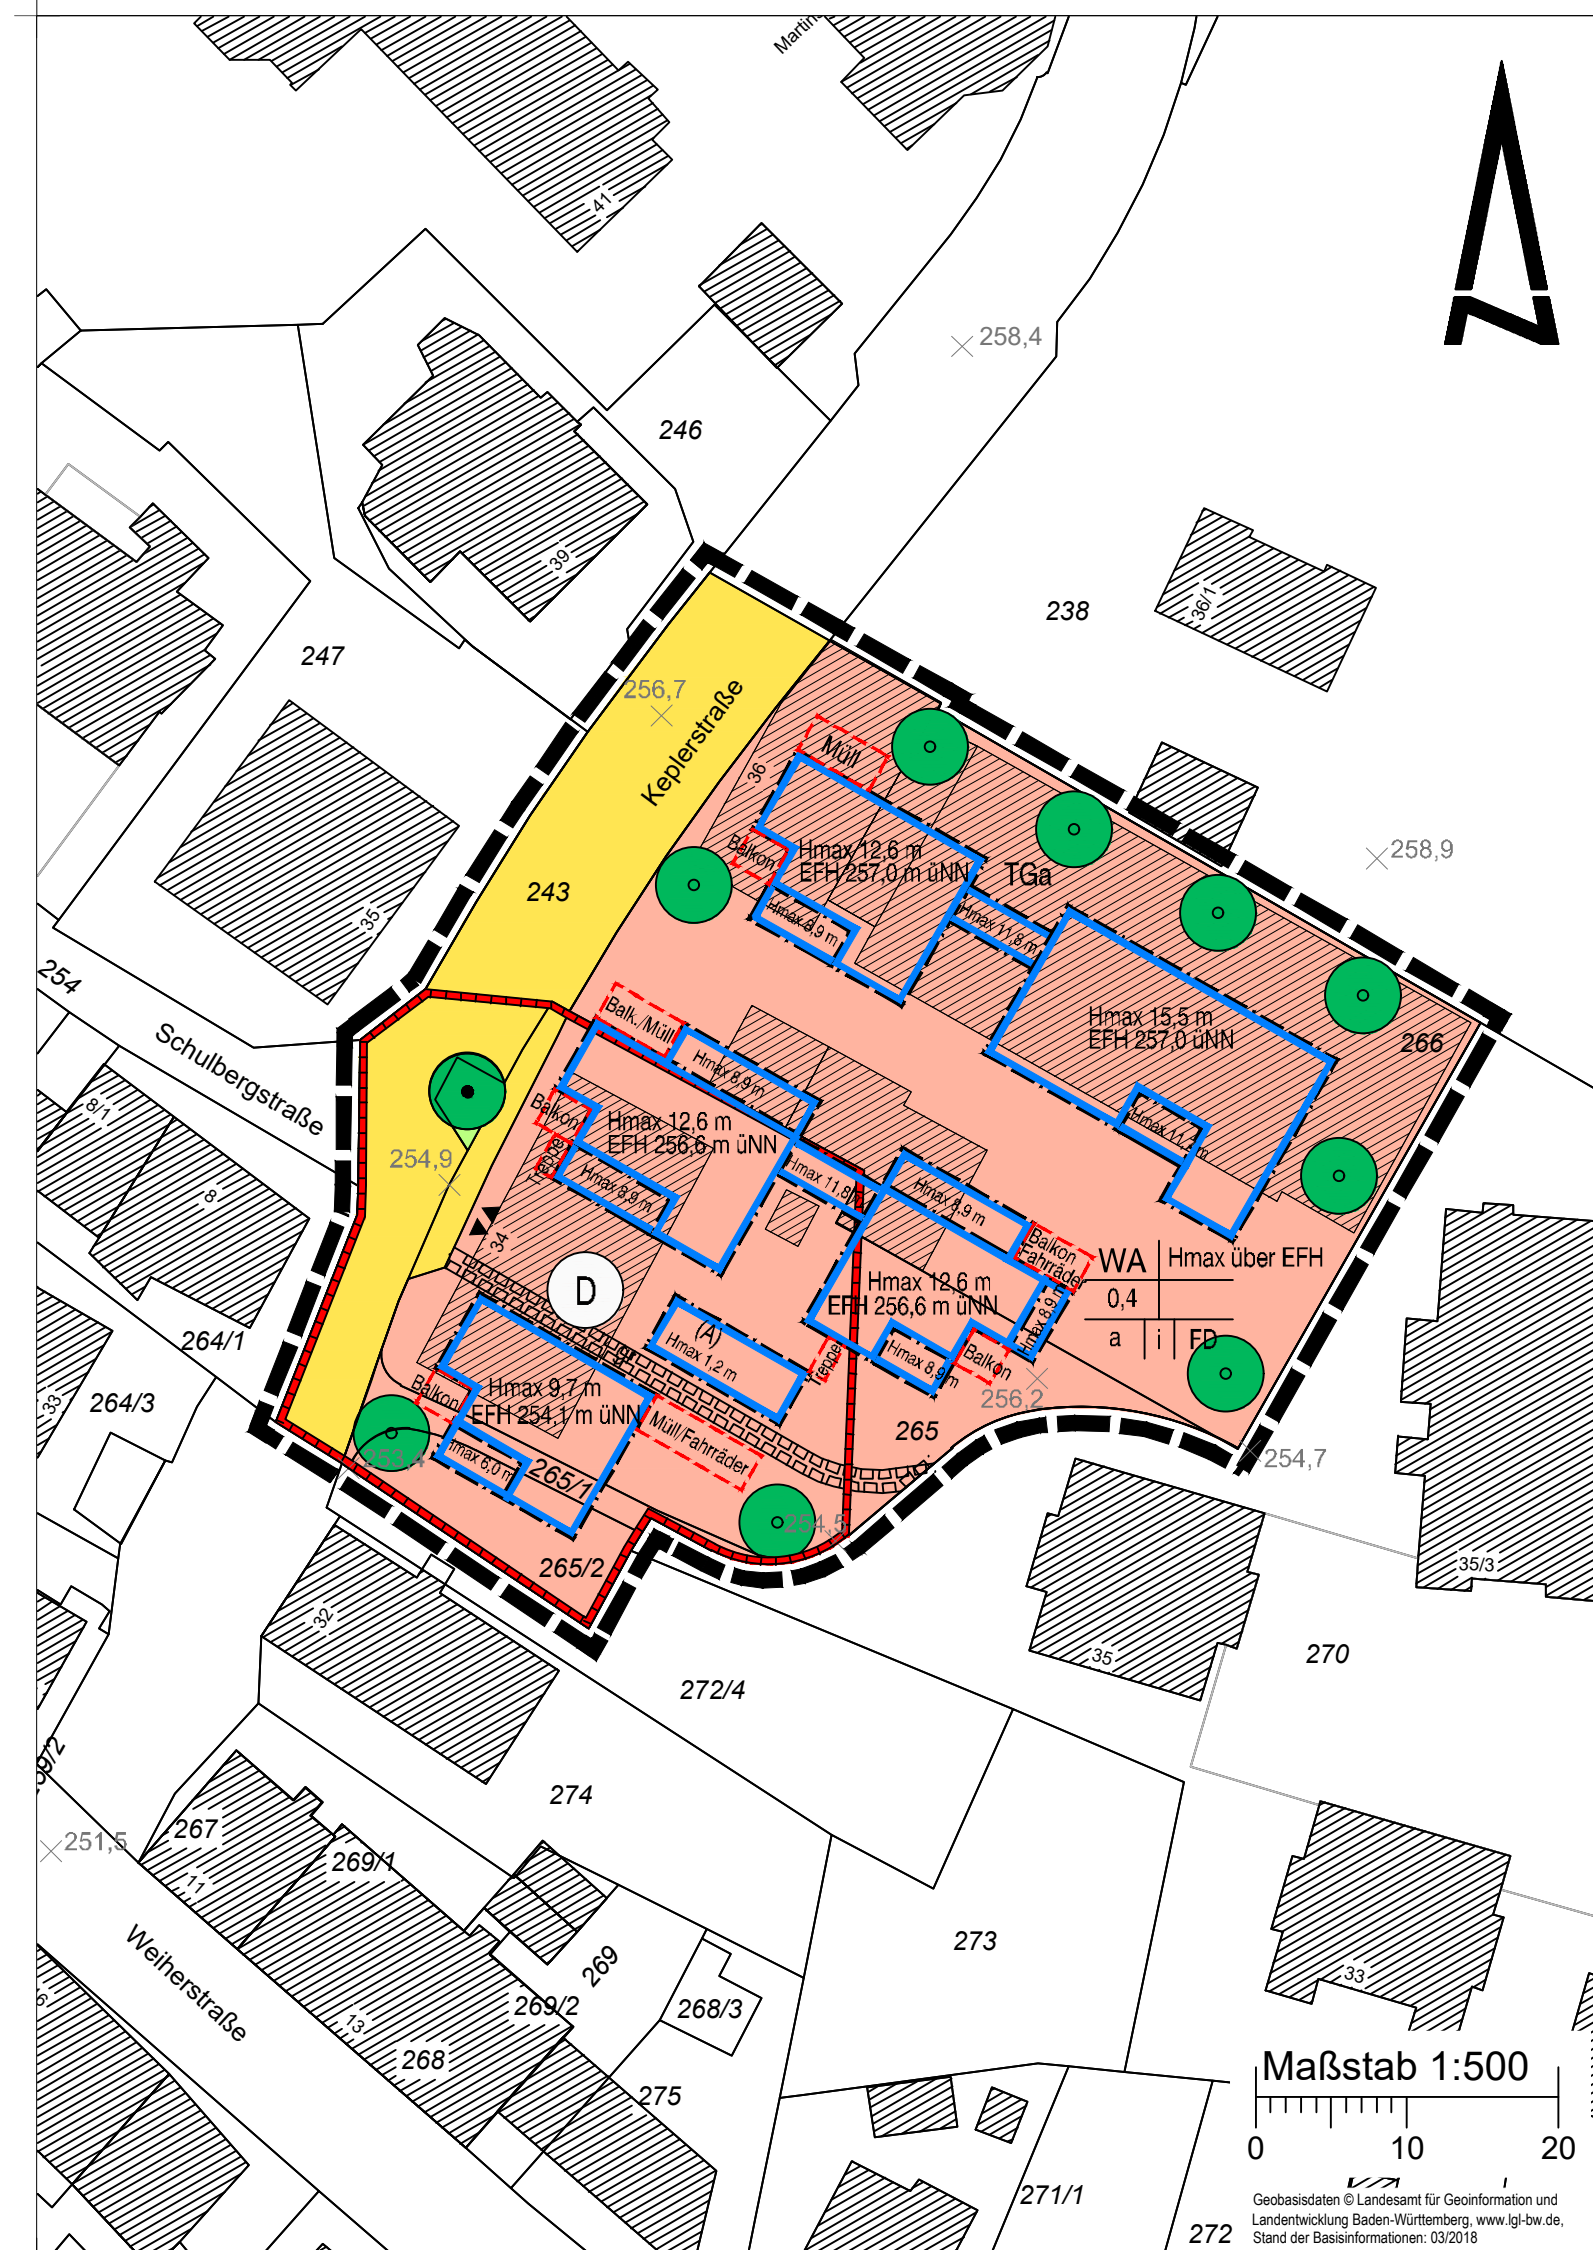 Martins
41
258,4
246
39
238
36/1
247
256,7
Keplerstraße
36
Müll
Balkon
Hmax 12,6 m
EFH 257,0 m üNN
TGa
258,9
Hmax 8,9 m
Hmax 11,8 m
243
35
254
Schulbergstraße
Balk./Müll
Hmax 15,5 m
EFH 257,0 üNN
266
Hmax 8,9 m
8/1
Balkon
Hmax 12,6 m
EFH 256,6 m üNN
254,9
Treppe
Hmax 8,9 m
Hmax 11,8 m
8
34
Hmax 8,9 m
Balkon
Fahrräder
WA
Hmax über EFH
0,4
a
i
FD
D
Hmax 12,6 m
EFH 256,6 m üNN
Hmax 8,9 m
264/1
(A)
Hmax 1,2 m
gr
Treppe
Hmax 8,9 m
Balkon
256,2
264/3
33
Balkon
Hmax 9,7 m
EFH 254,1 m üNN
Müll/Fahrräder
265
253,4
Hmax 6,0 m
265/1
254,7
254,5
265/2
35/3
32
35
270
272/4
274
251,5
267
269/1
11
273
Weiherstraße
269
33
269/2
268/3
13
268
275
Maßstab 1:500
0
10
20
271/1
272
Geobasisdaten © Landesamt für Geoinformation und
Landentwicklung Baden-Württemberg, www.lgl-bw.de,
Stand der Basisinformationen: 03/2018